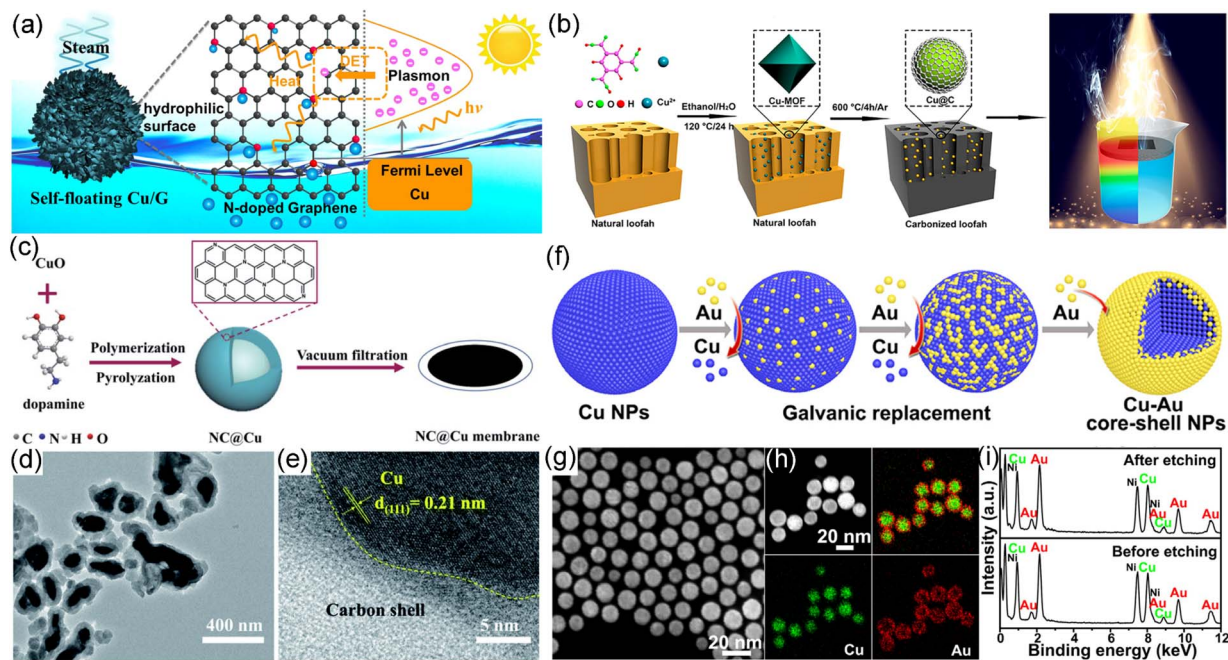 (a)
Steam
hydrophilic
surface
Self-floating Cu/G
Heat
DET
Plasmon
hν
N-doped Graphene
Fermi Level
Cu
(b)
C O H Cu²⁺
Ethanol/H₂O
120 °C/24 h
Cu-MOF
600 °C/4h/Ar
Cu@C
Natural loofah
Natural loofah
Carbonized loofah
(c)
CuO
+
dopamine
Polymerization
Pyrolyzation
NC@Cu
Vacuum filtration
NC@Cu membrane
C N H O
N N N N
(f)
Au
Cu
Au
Cu
Au
Cu NPs
Galvanic replacement
Cu-Au
core-shell NPs
(d)
400 nm
(e)
Cu
d(111)= 0.21 nm
Carbon shell
5 nm
(g)
20 nm
(h)
20 nm
Cu
Au
(i)
Intensity (a.u.)
After etching
Cu Au Ni Cu Ni Au Au
Ni Au Cu Au
Before etching
Cu Au Ni Cu Ni Au Au
Ni Au Cu Au
0 2 4 6 8 10 12
Binding energy (keV)